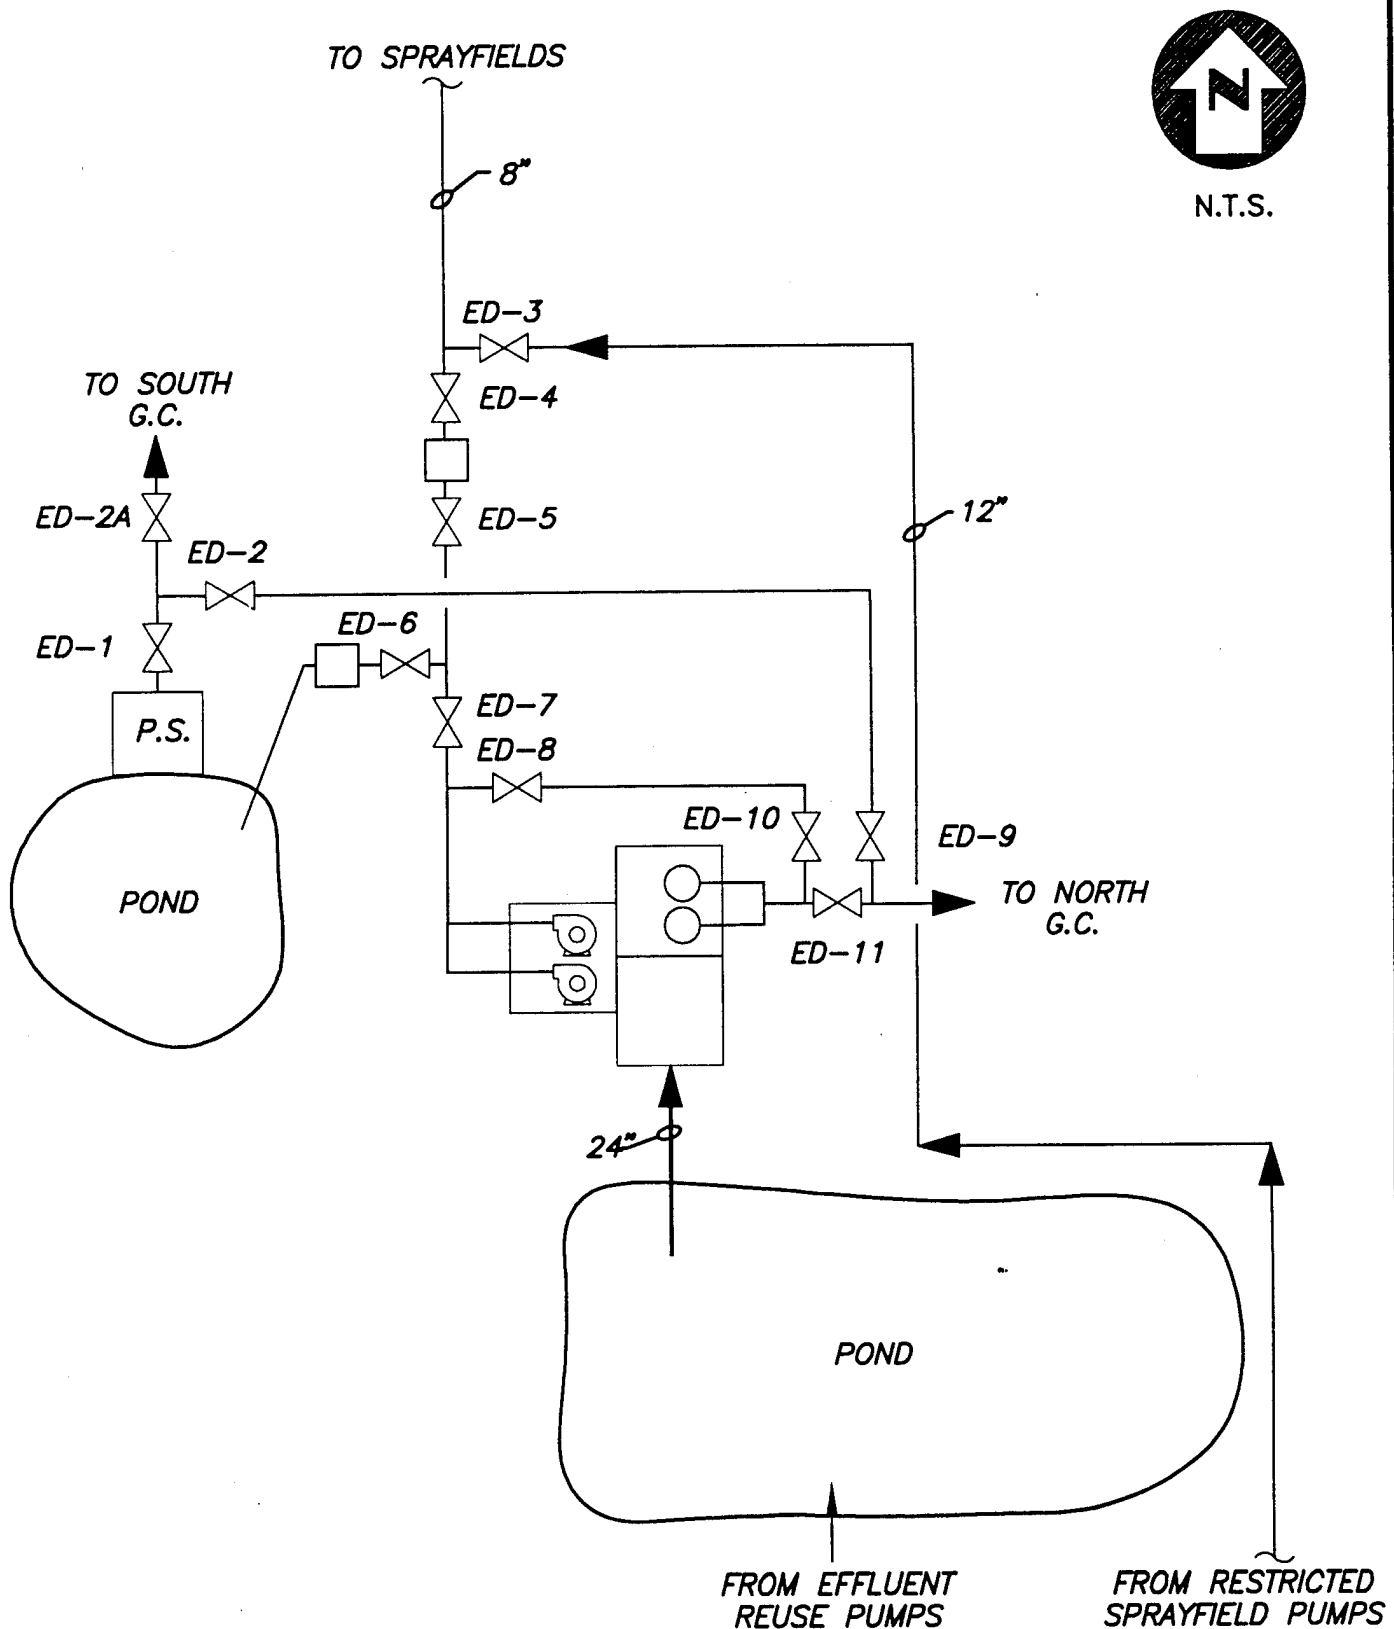 TO SPRAYFIELDS
N
N.T.S.
8"
ED-3
TO SOUTH
G.C.
ED-4
ED-2A
ED-5
12"
ED-2
ED-6
ED-1
P.S.
ED-7
ED-8
ED-10
ED-9
POND
TO NORTH
G.C.
ED-11
24"
POND
FROM EFFLUENT
REUSE PUMPS
FROM RESTRICTED
SPRAYFIELD PUMPS